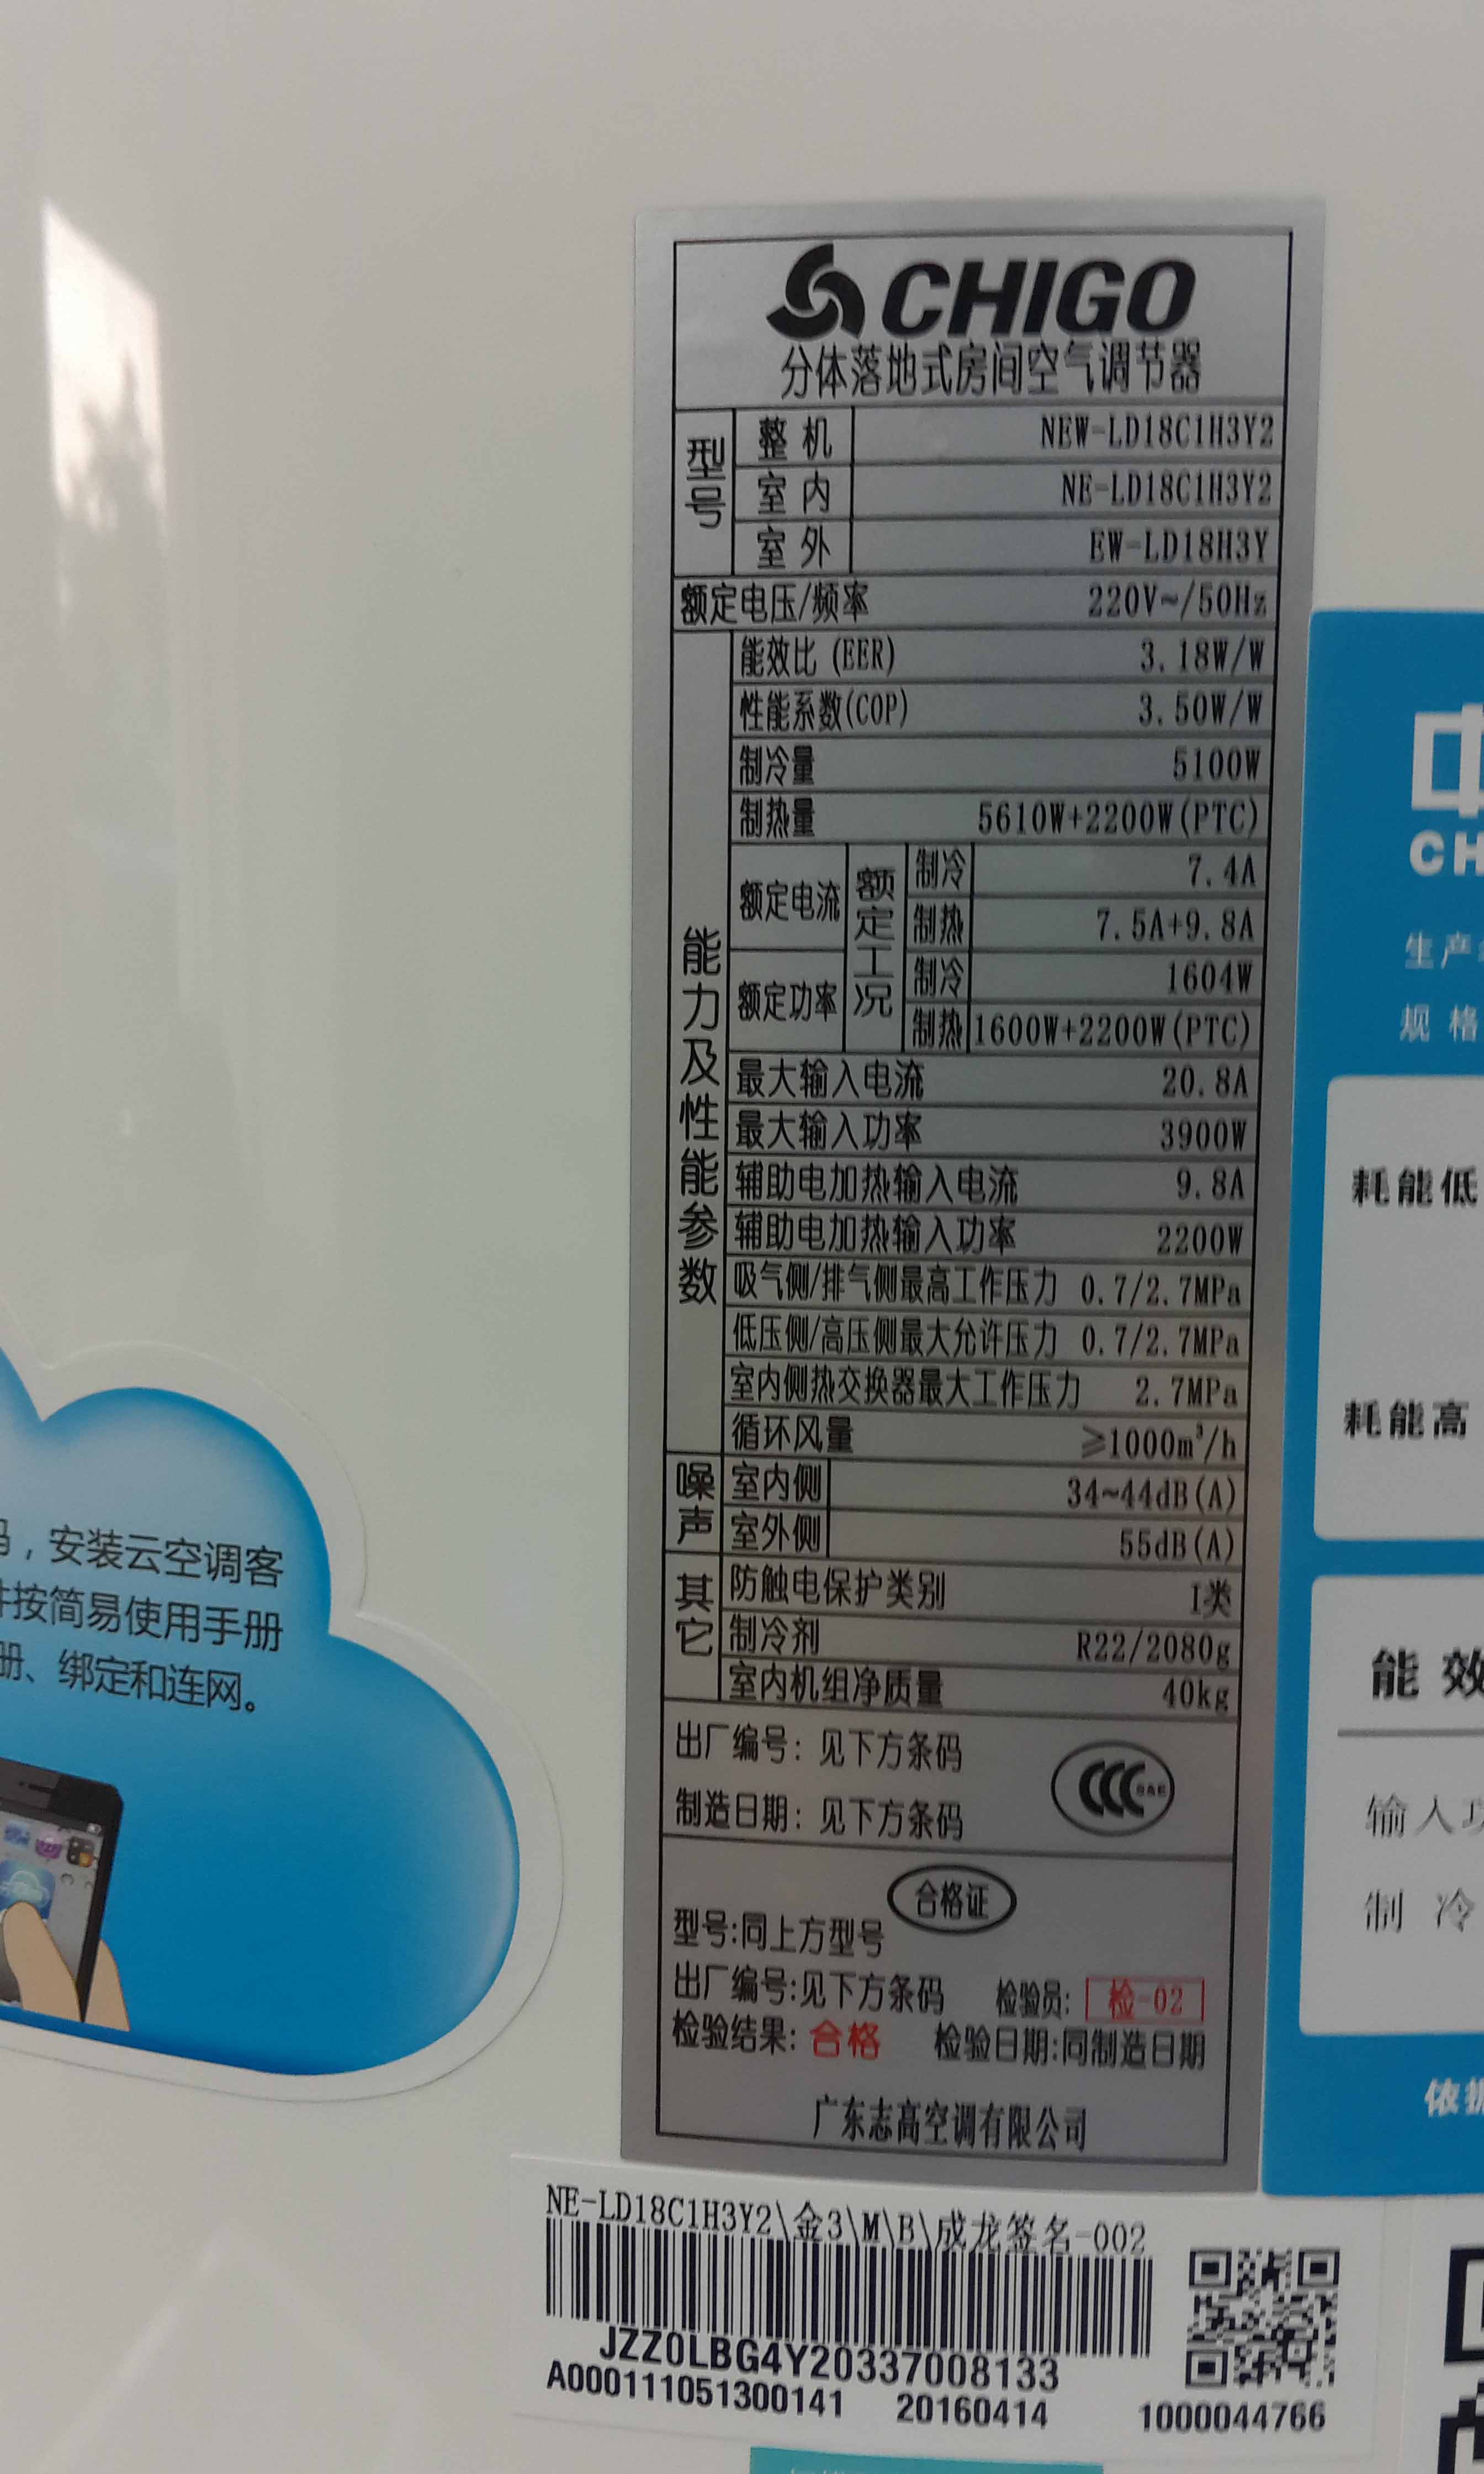 CHIGO
分体落地式房间空气调节器
型号 整机 NEW-LD18C1H3Y2
室内 NE-LD18C1H3Y2
室外 EW-LD18H3Y
额定电压/频率 220V~/50Hz
能力及性能参数
能效比 (EER) 3.18W/W
性能系数(COP) 3.50W/W
制冷量 5100W
制热量 5610W+2200W(PTC)
额定电流 额定工况 制冷 7.4A
制热 7.5A+9.8A
额定功率 制冷 1604W
制热 1600W+2200W(PTC)
最大输入电流 20.8A
最大输入功率 3900W
辅助电加热输入电流 9.8A
辅助电加热输入功率 2200W
吸气侧/排气侧最高工作压力 0.7/2.7MPa
低压侧/高压侧最大允许压力 0.7/2.7MPa
室内侧热交换器最大工作压力 2.7MPa
循环风量 ≥1000m³/h
噪声 室内侧 34~44dB(A)
室外侧 55dB(A)
其它 防触电保护类别 I类
制冷剂 R22/2080g
室内机组净质量 40kg
出厂编号: 见下方条码
制造日期: 见下方条码
CCC S&E
合格证
型号:同上方型号
出厂编号:见下方条码 检验员: 检-02
检验结果: 合格 检验日期:同制造日期
广东志高空调有限公司
NE-LD18C1H3Y2\金3\M\B\成龙签名-002
JZZ0LBG4Y20337008133
A000111051300141 20160414 1000044766
码，安装云空调客
件按简易使用手册
册、绑定和连网。
中
CH
生产
规格
耗能低
耗能高
能效
输入功
制冷
依据